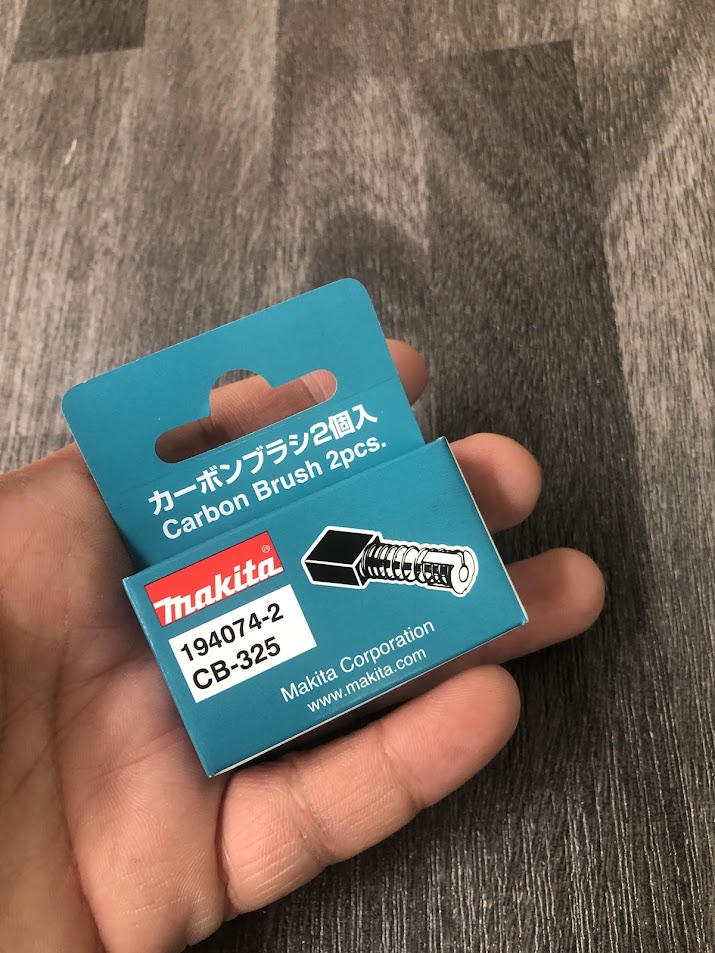 カーボンブラシ2個入
Carbon Brush 2pcs.
makita®
194074-2
CB-325
Makita Corporation
www.makita.com